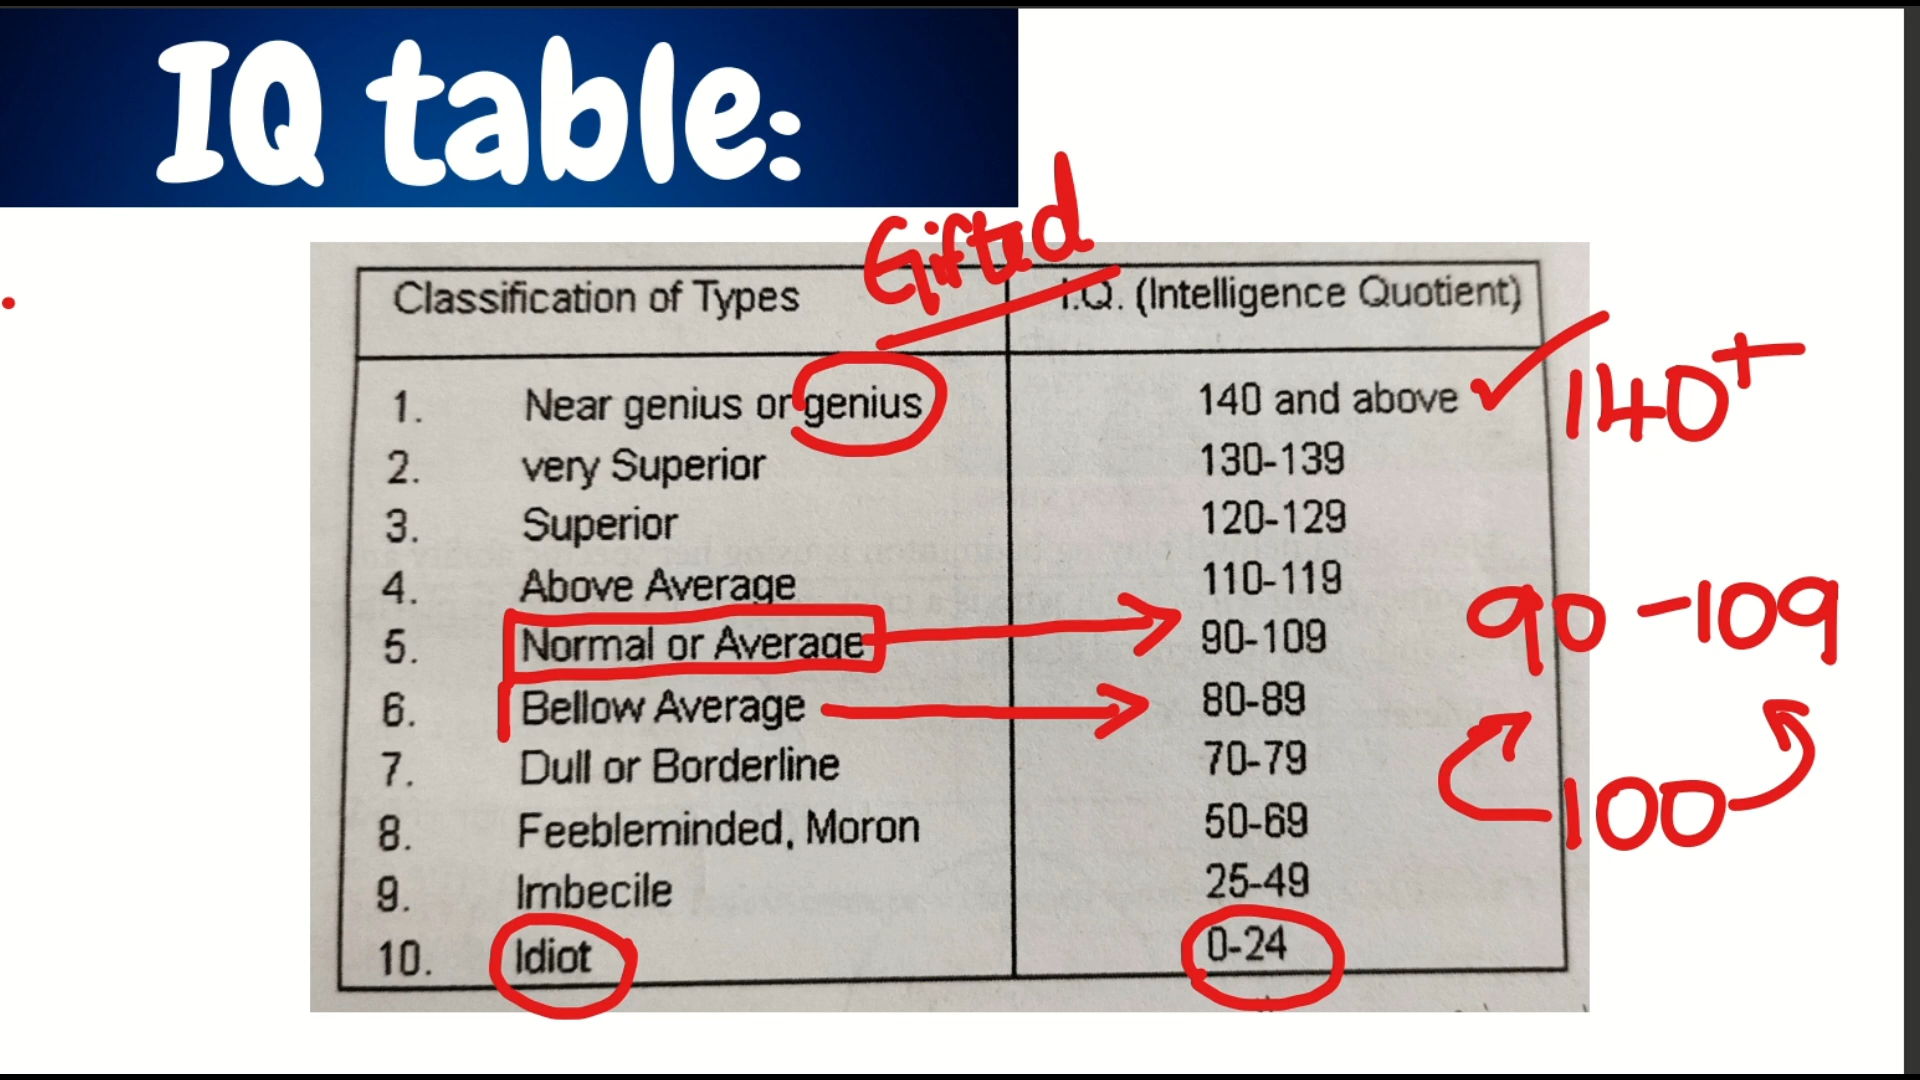 IQ table:
Gifted
Classification of Types I.Q. (Intelligence Quotient)
1. Near genius or genius 140 and above 140+
2. very Superior 130-139
3. Superior 120-129
4. Above Average 110-119
5. Normal or Average 90-109 90-109
6. Bellow Average 80-89
7. Dull or Borderline 70-79
8. Feebleminded, Moron 50-69 100
9. Imbecile 25-49
10. Idiot 0-24